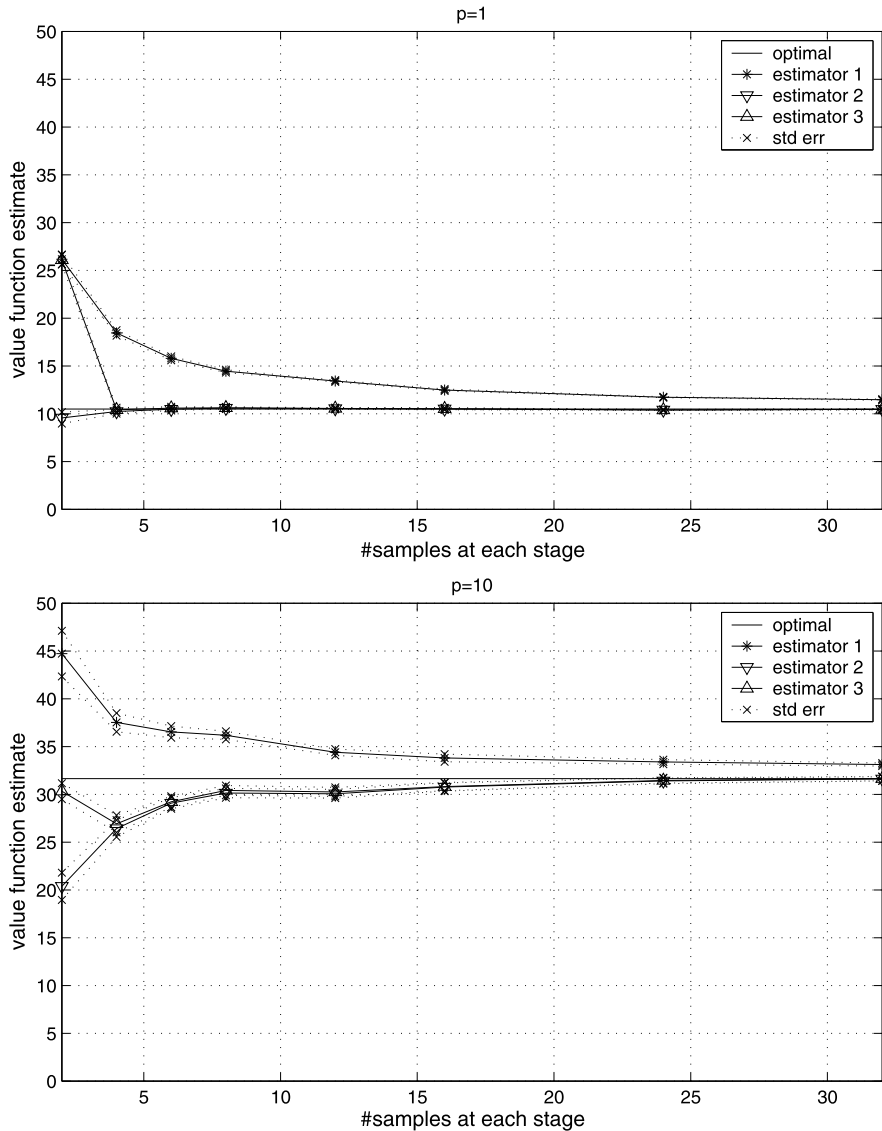 p=1
50
45
40
35
30
25
20
15
10
5
0
value function estimate
optimal
estimator 1
estimator 2
estimator 3
std err
5
10
15
20
25
30
#samples at each stage
p=10
50
45
40
35
30
25
20
15
10
5
0
value function estimate
optimal
estimator 1
estimator 2
estimator 3
std err
5
10
15
20
25
30
#samples at each stage